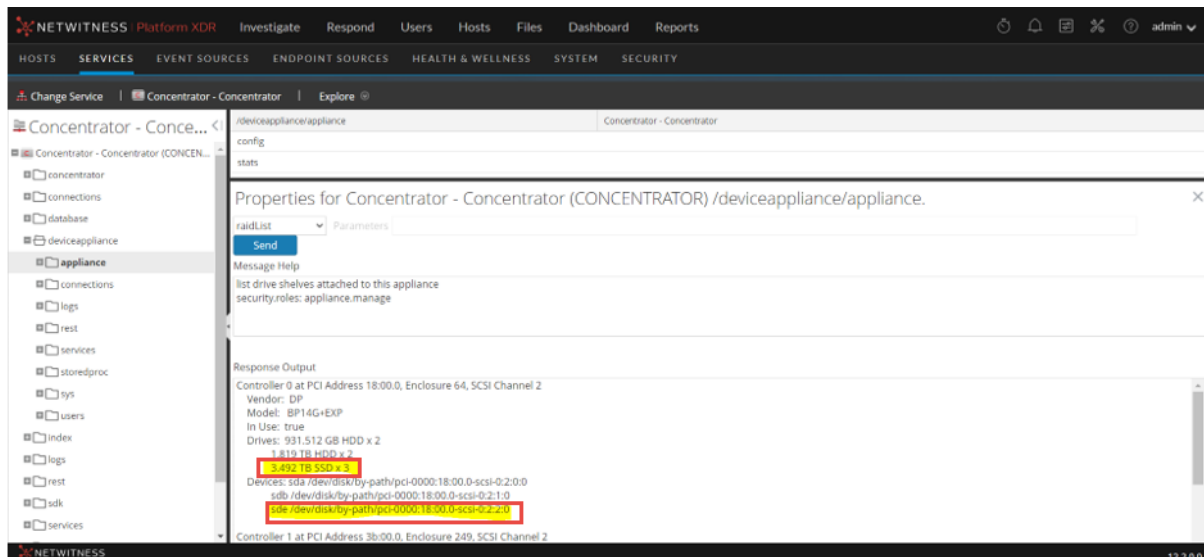 NETWITNESS Platform XDR Investigate Respond Users Hosts Files Dashboard Reports admin
HOSTS SERVICES EVENT SOURCES ENDPOINT SOURCES HEALTH & WELLNESS SYSTEM SECURITY
Change Service | Concentrator - Concentrator | Explore
Concentrator - Conce...
Concentrator - Concentrator (CONCEN...
concentrator
connections
database
deviceappliance
appliance
connections
logs
rest
services
storedproc
sys
users
index
logs
rest
sdk
services
/deviceappliance/appliance Concentrator - Concentrator
config
stats
Properties for Concentrator - Concentrator (CONCENTRATOR) /deviceappliance/appliance.
raidList Parameters
Send
Message Help
list drive shelves attached to this appliance
security.roles: appliance.manage
Response Output
Controller 0 at PCI Address 18:00.0, Enclosure 64, SCSI Channel 2
Vendor: DP
Model: BP14G+EXP
In Use: true
Drives: 931.512 GB HDD x 2
1.819 TB HDD x 2
3.492 TB SSD x 3
Devices: sda /dev/disk/by-path/pci-0000:18:00.0-scsi-0:2:0:0
sdb /dev/disk/by-path/pci-0000:18:00.0-scsi-0:2:1:0
sde /dev/disk/by-path/pci-0000:18:00.0-scsi-0:2:2:0
Controller 1 at PCI Address 3b:00.0, Enclosure 249, SCSI Channel 2
NETWITNESS